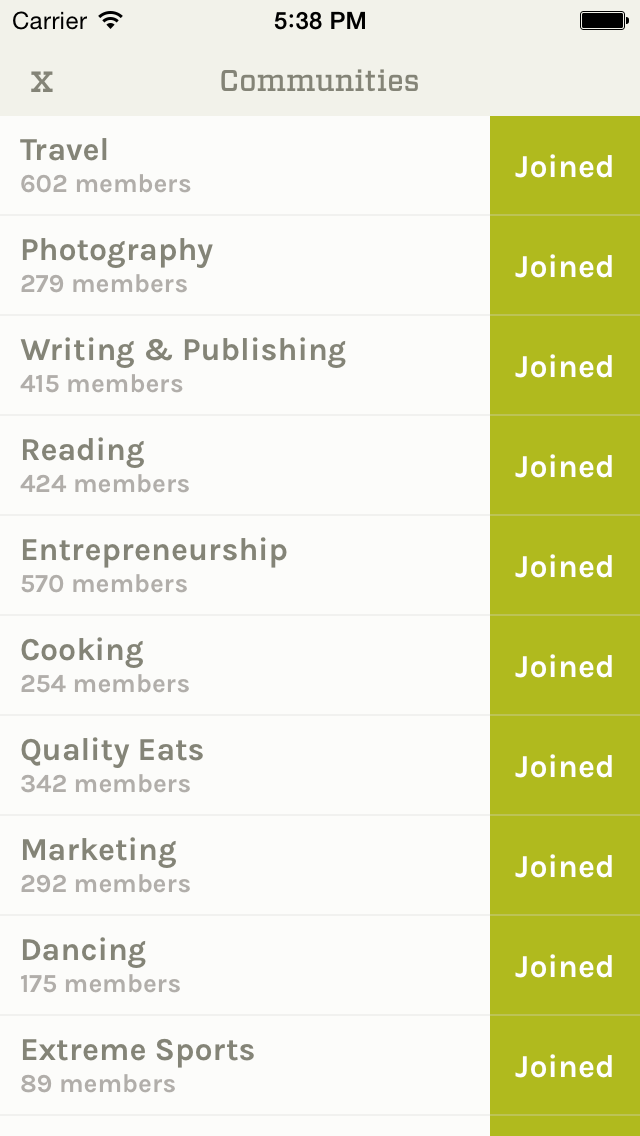 Carrier 5:38 PM
x Communities
Travel
602 members
Joined
Photography
279 members
Joined
Writing & Publishing
415 members
Joined
Reading
424 members
Joined
Entrepreneurship
570 members
Joined
Cooking
254 members
Joined
Quality Eats
342 members
Joined
Marketing
292 members
Joined
Dancing
175 members
Joined
Extreme Sports
89 members
Joined